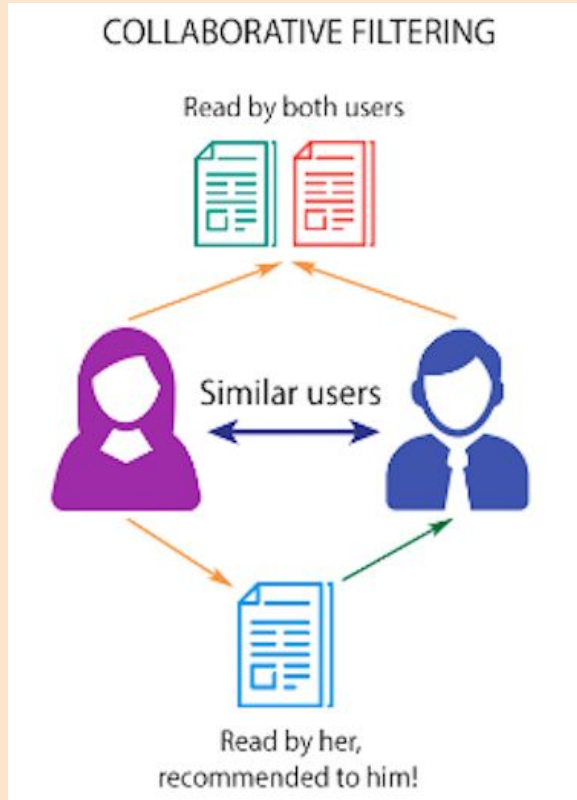 COLLABORATIVE FILTERING
Read by both users
Similar users
Read by her,
recommended to him!